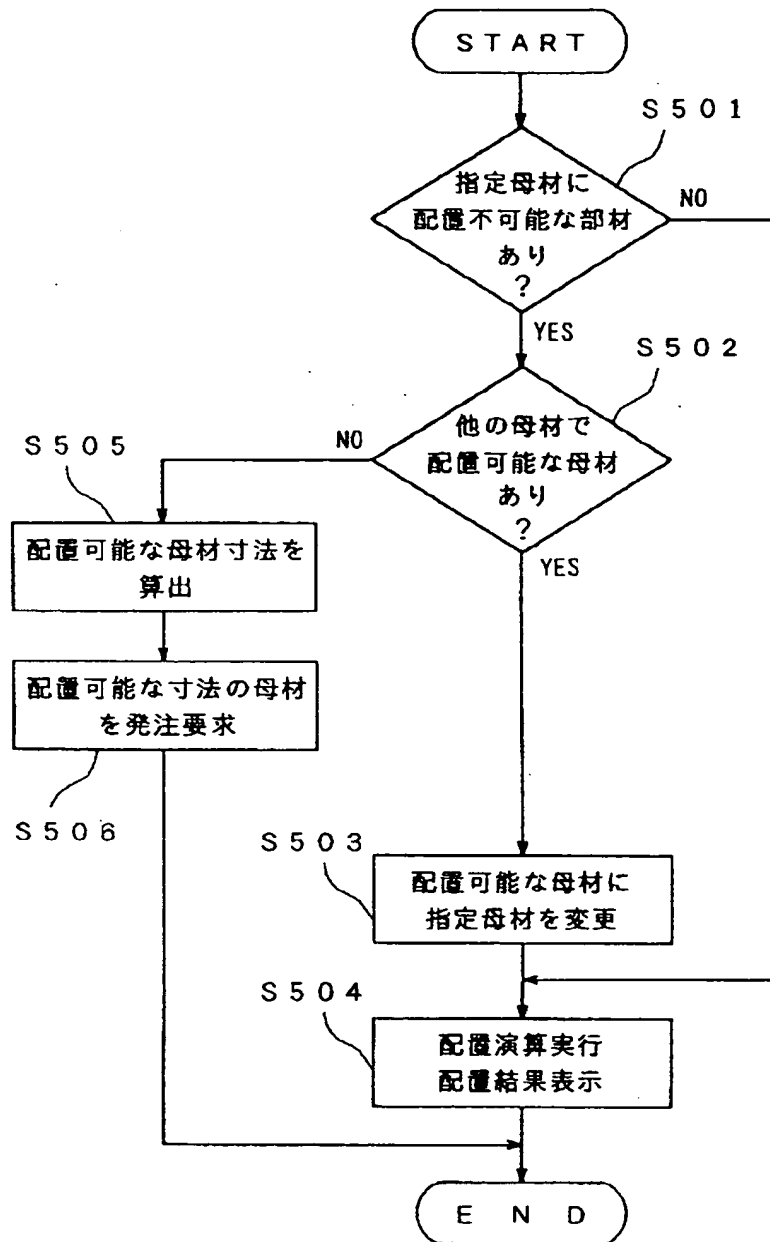 START
S501
指定母材に
配置不可能な部材
あり
?
NO
YES
S502
他の母材で
配置可能な母材
あり
?
NO
YES
S505
配置可能な母材寸法を
算出
配置可能な寸法の母材
を発注要求
S506
S503
配置可能な母材に
指定母材を変更
S504
配置演算実行
配置結果表示
END